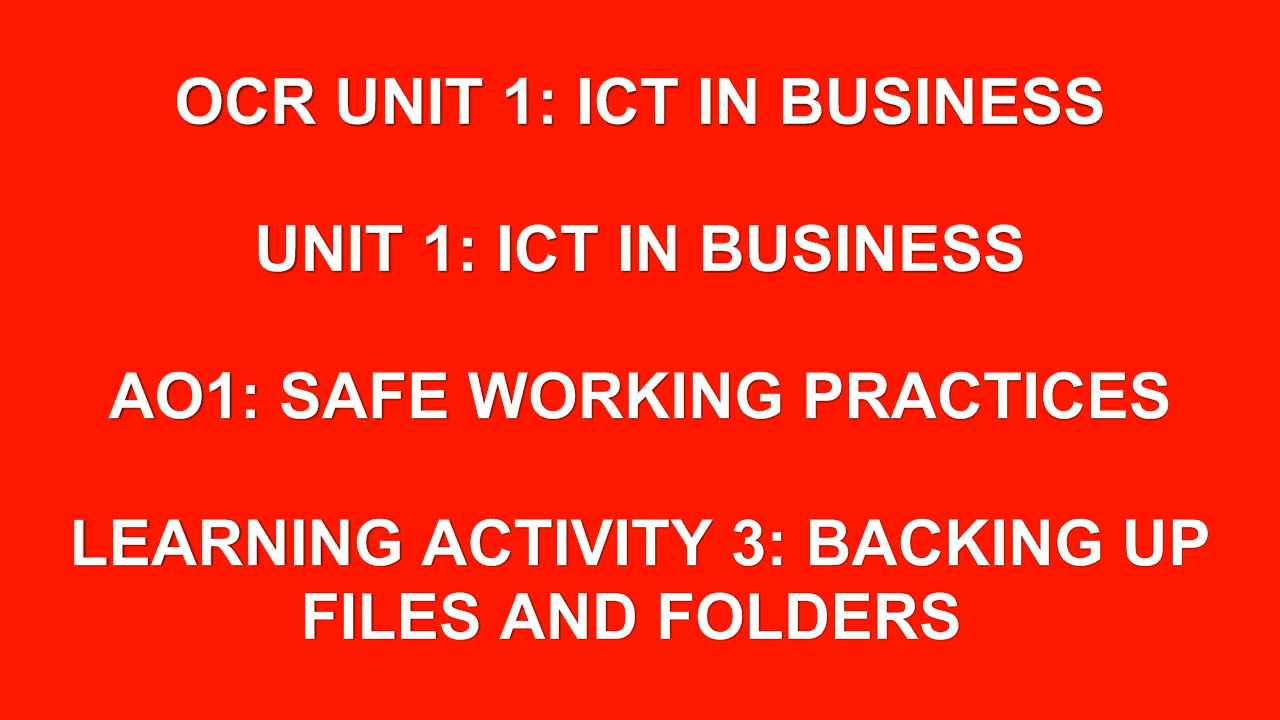 OCR UNIT 1: ICT IN BUSINESS
UNIT 1: ICT IN BUSINESS
AO1: SAFE WORKING PRACTICES
LEARNING ACTIVITY 3: BACKING UP
FILES AND FOLDERS